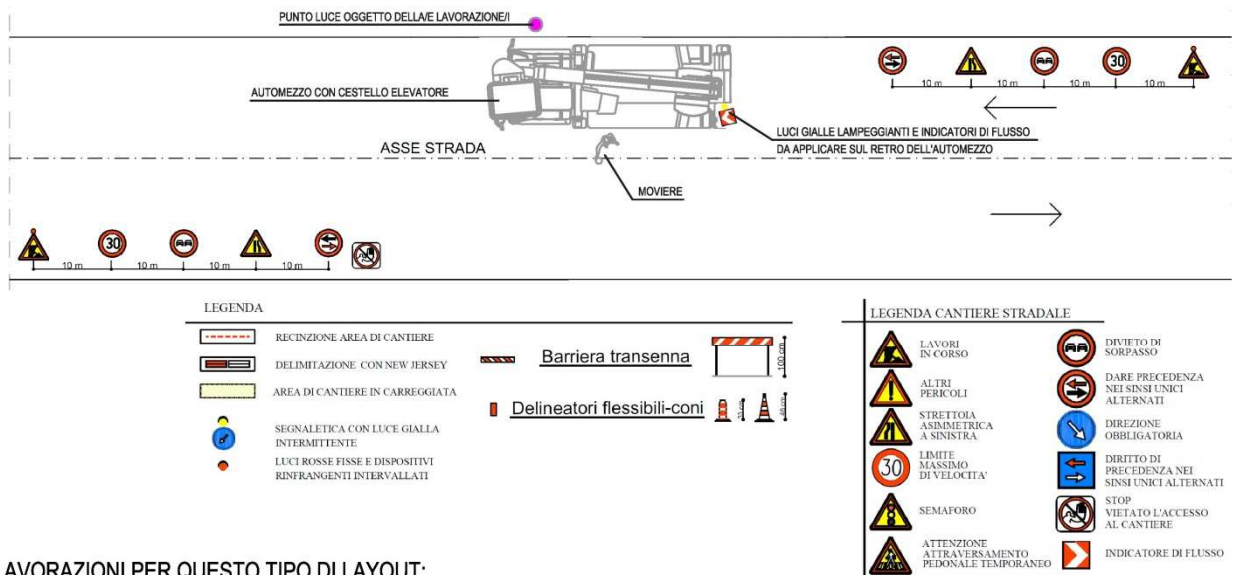 PUNTO LUCE OGGETTO DELLA/E LAVORAZIONE/I
AUTOMEZZO CON CESTELLO ELEVATORE
30
10 m
10 m
10 m
10 m
LUCI GIALLE LAMPEGGIANTI E INDICATORI DI FLUSSO
DA APPLICARE SUL RETRO DELL'AUTOMEZZO
ASSE STRADA
MOVIERE
30
10 m
10 m
10 m
10 m
LEGENDA
RECINZIONE AREA DI CANTIERE
DELIMITAZIONE CON NEW JERSEY
AREA DI CANTIERE IN CARREGGIATA
SEGNALETICA CON LUCE GIALLA
INTERMITTENTE
LUCI ROSSE FISSE E DISPOSITIVI
RINFRANGENTI INTERVALLATI
Barriera transenna
100 cm
Delineatori flessibili-coni
LEGENDA CANTIERE STRADALE
LAVORI
IN CORSO
ALTRI
PERICOLI
STRETTOIA
ASIMMETRICA
A SINISTRA
30
LIMITE
MASSIMO
DI VELOCITA'
SEMAFORO
ATTENZIONE
ATTRAVERSAMENTO
PEDONALE TEMPORANEO
DIVIETO DI
SORPASSO
DARE PRECEDENZA
NEI SINSI UNICI
ALTERNATI
DIREZIONE
OBBLIGATORIA
DIRITTO DI
PRECEDENZA NEI
SINSI UNICI ALTERNATI
STOP
VIETATO L'ACCESSO
AL CANTIERE
INDICATORE DI FLUSSO
AVORAZIONI PER QUESTO TIPO DI LAYOUT: